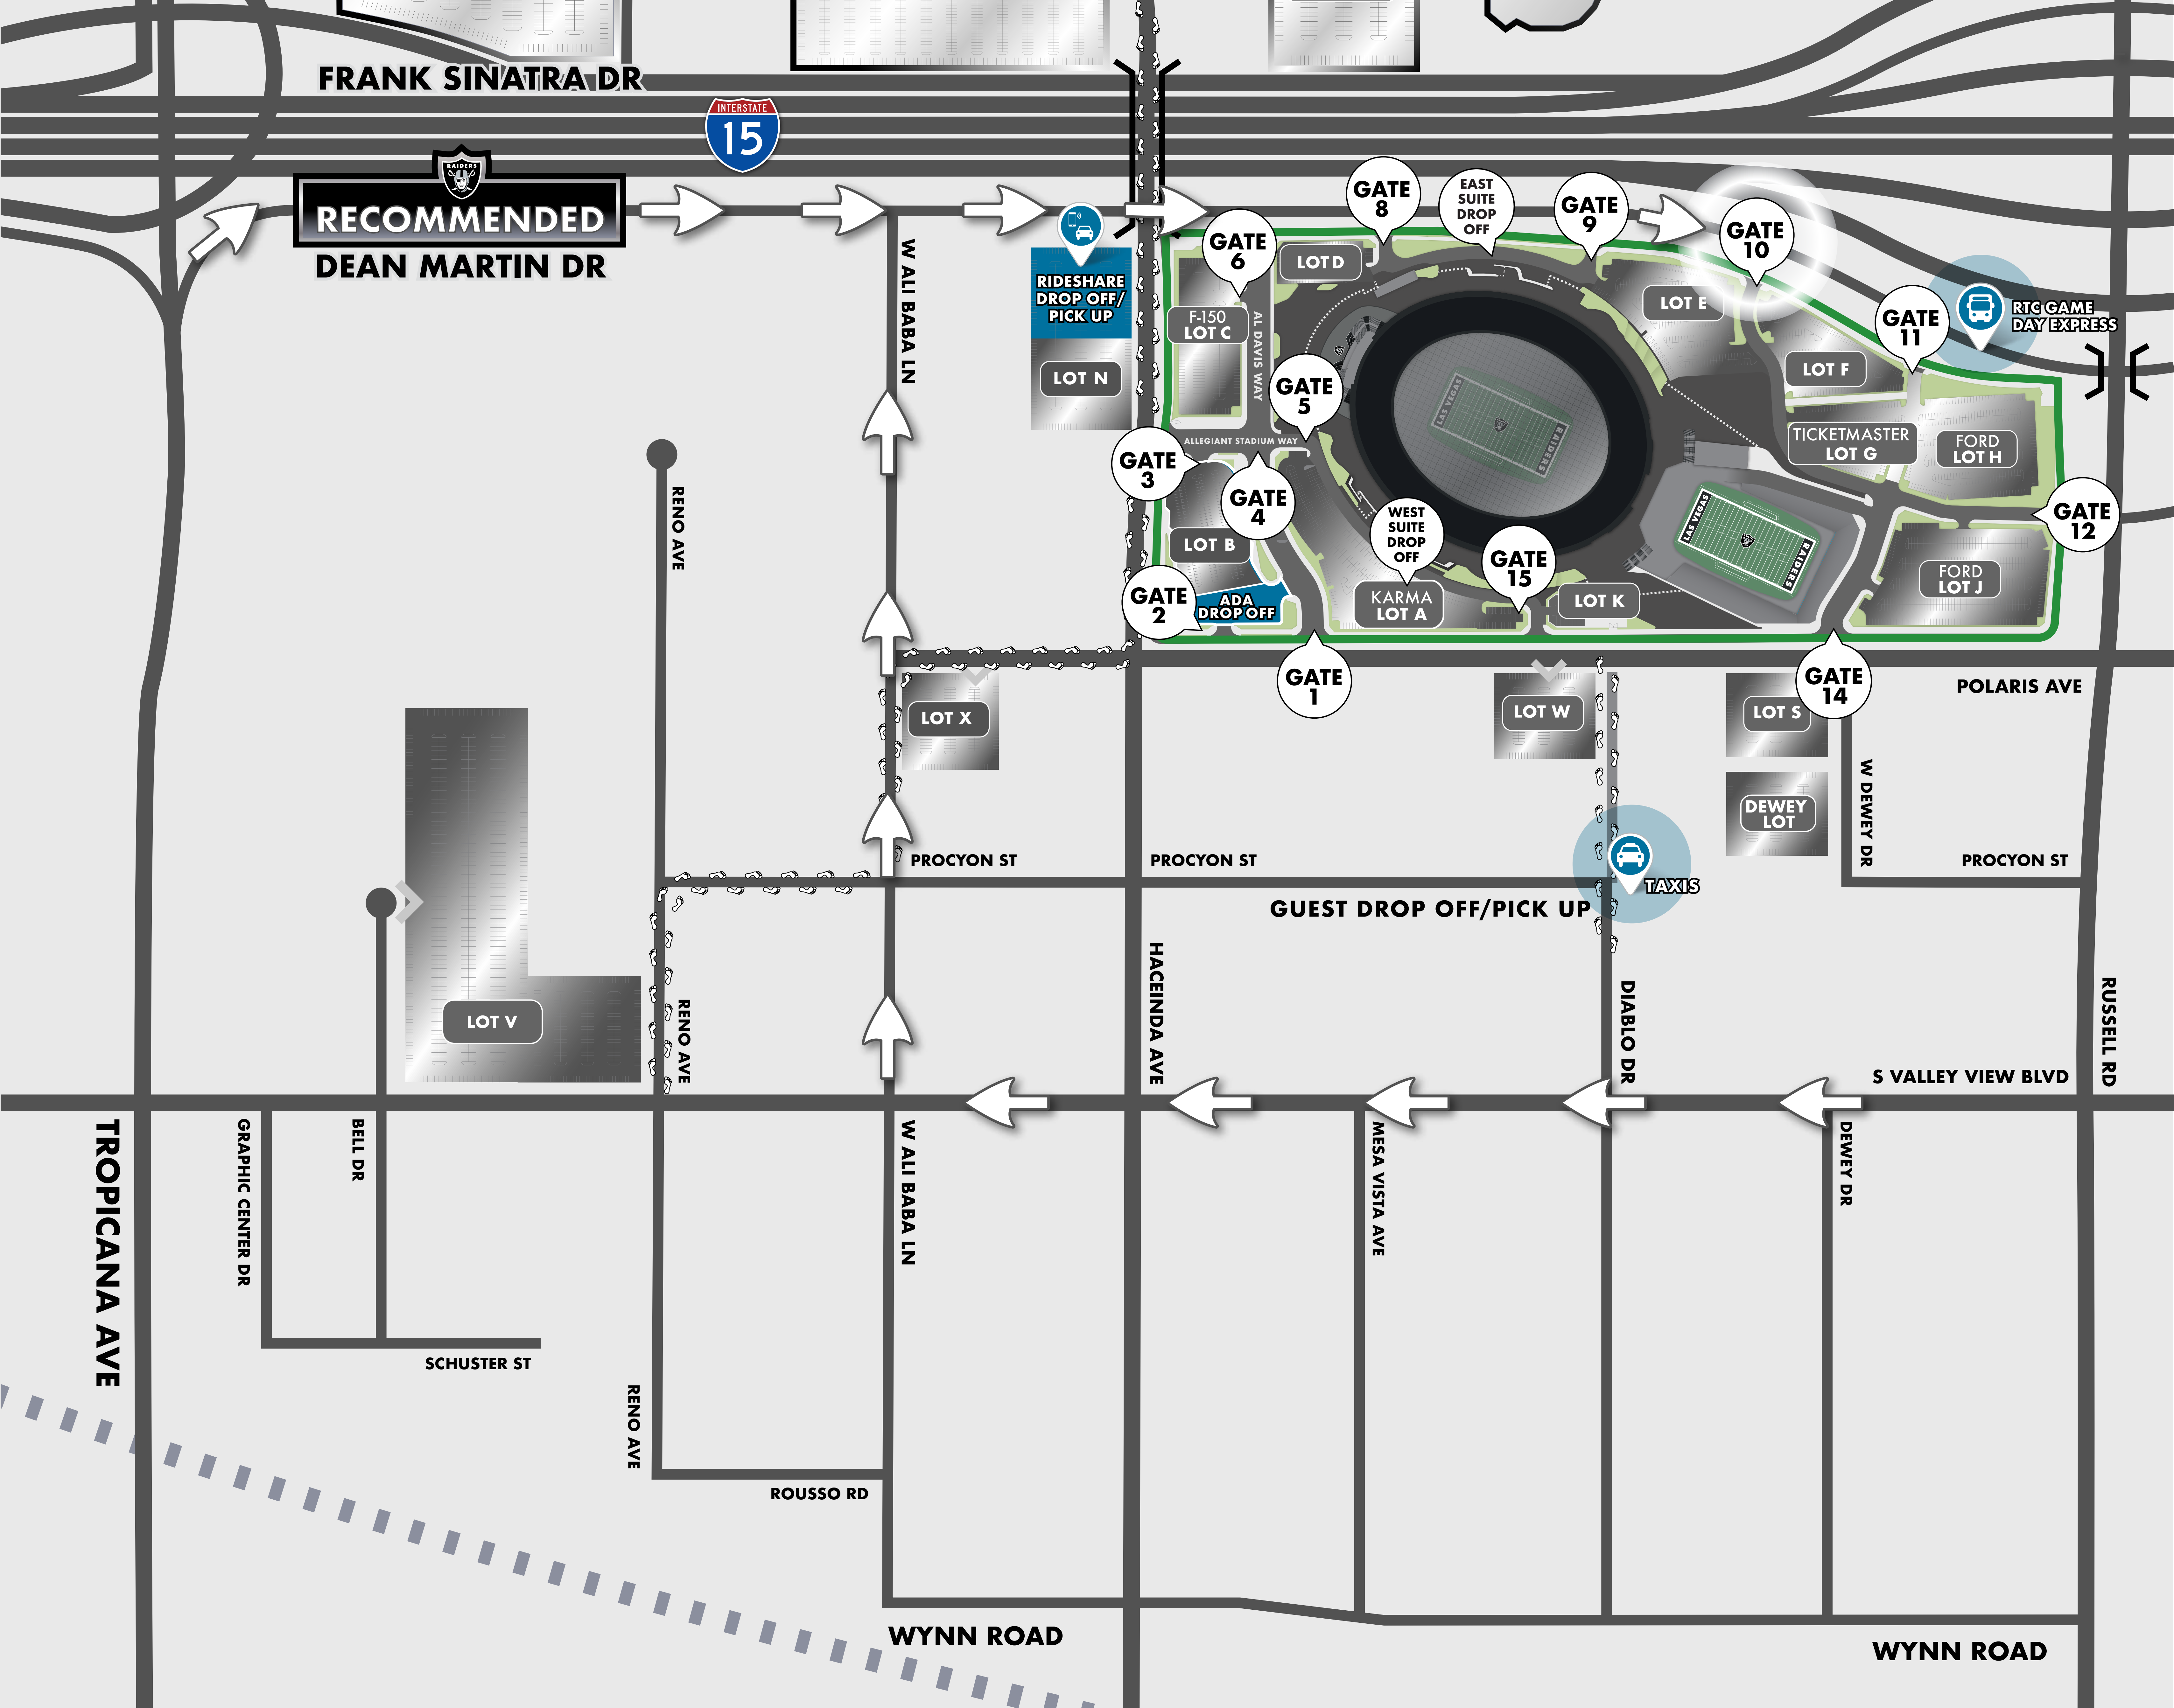 FRANK SINATRA DR
INTERSTATE
15
RAIDERS
RECOMMENDED
DEAN MARTIN DR
W ALI BABA LN
RIDESHARE
DROP OFF/
PICK UP
LOT N
GATE
6
LOT D
GATE
8
EAST
SUITE
DROP
OFF
GATE
9
GATE
10
LOT E
F-150
LOT C
AL DAVIS WAY
GATE
5
LAS VEGAS
RAIDERS
LOT F
GATE
11
RTC GAME
DAY EXPRESS
ALLEGIANT STADIUM WAY
GATE
3
GATE
4
TICKETMASTER
LOT G
FORD
LOT H
GATE
12
LOT B
WEST
SUITE
DROP
OFF
GATE
15
LAS VEGAS
RAIDERS
FORD
LOT J
GATE
2
ADA
DROP OFF
KARMA
LOT A
LOT K
GATE
1
GATE
14
POLARIS AVE
RENO AVE
LOT X
LOT W
LOT S
DEWEY
LOT
W DEWEY DR
PROCYON ST
PROCYON ST
PROCYON ST
TAXIS
GUEST DROP OFF/PICK UP
LOT V
RENO AVE
HACEINDA AVE
DIABLO DR
RUSSELL RD
S VALLEY VIEW BLVD
TROPICANA AVE
GRAPHIC CENTER DR
BELL DR
W ALI BABA LN
MESA VISTA AVE
DEWEY DR
SCHUSTER ST
RENO AVE
ROUSSO RD
WYNN ROAD
WYNN ROAD